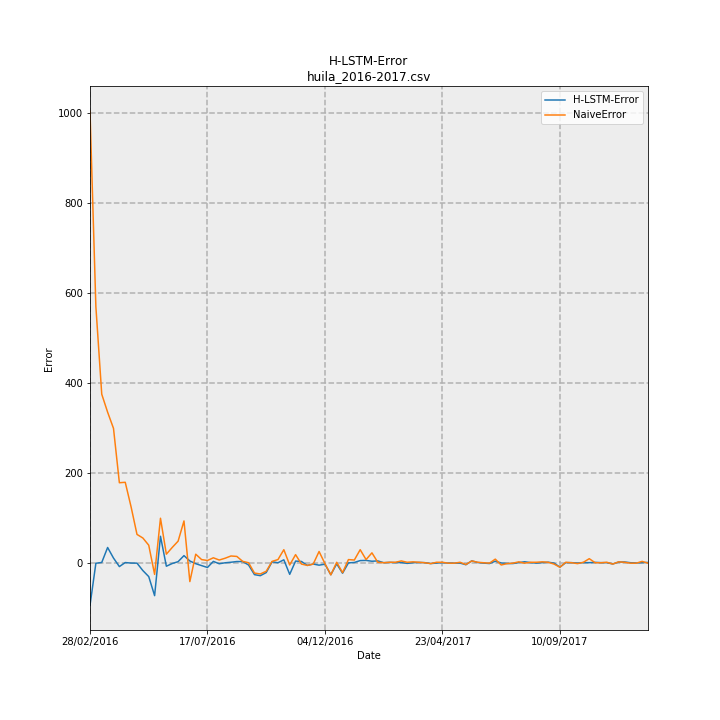 H-LSTM-Error
huila_2016-2017.csv
H-LSTM-Error
NaiveError
1000
800
600
400
200
0
Error
28/02/2016
17/07/2016
04/12/2016
23/04/2017
10/09/2017
Date